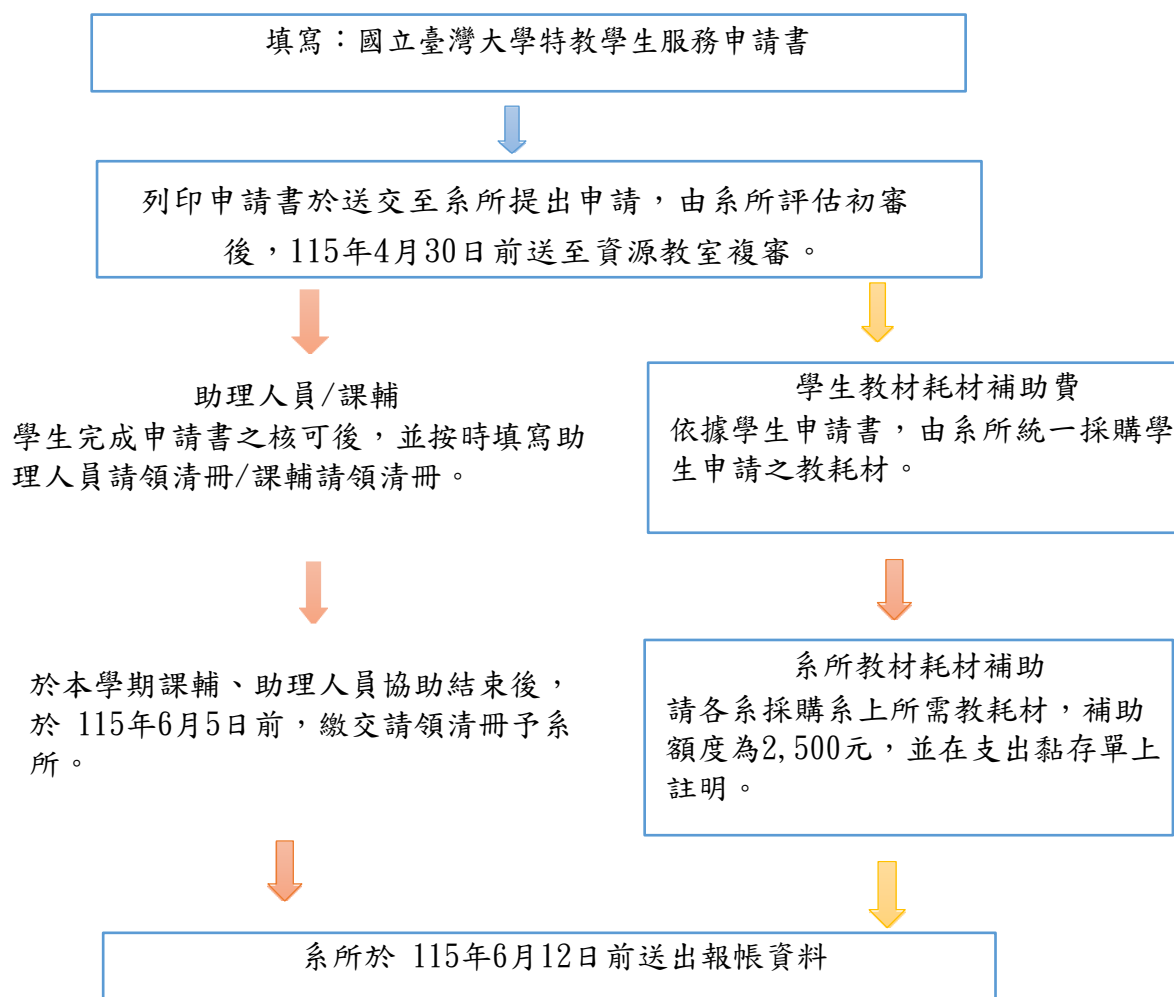 填寫：國立臺灣大學特教學生服務申請書
列印申請書於送交至系所提出申請，由系所評估初審
後，115年4月30日前送至資源教室複審。
助理人員/課輔
學生完成申請書之核可後，並按時填寫助
理人員請領清冊/課輔請領清冊。
學生教材耗材補助費
依據學生申請書，由系所統一採購學
生申請之教耗材。
於本學期課輔、助理人員協助結束後，
於 115年6月5日前，繳交請領清冊予系
所。
系所教材耗材補助
請各系採購系上所需教耗材，補助
額度為2,500元，並在支出黏存單上
註明。
系所於 115年6月12日前送出報帳資料